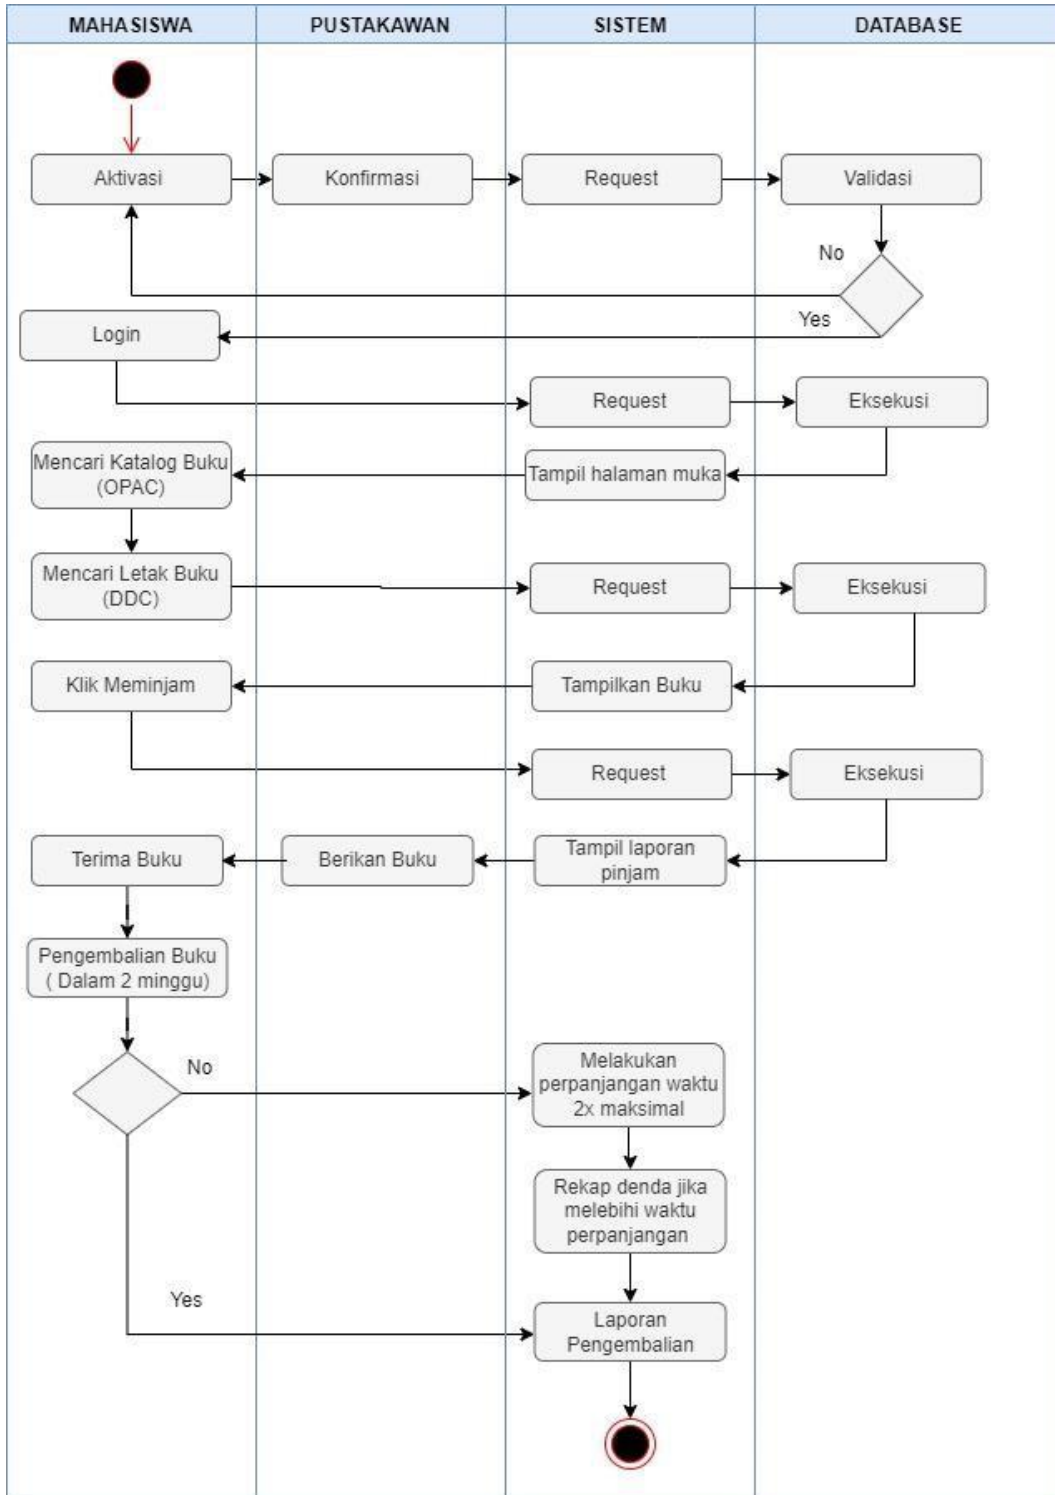 MAHASISWA
PUSTAKAWAN
SISTEM
DATABASE
Aktivasi
Konfirmasi
Request
Validasi
No
Yes
Login
Request
Eksekusi
Mencari Katalog Buku
(OPAC)
Tampil halaman muka
Mencari Letak Buku
(DDC)
Request
Eksekusi
Klik Meminjam
Tampilkan Buku
Request
Eksekusi
Terima Buku
Berikan Buku
Tampil laporan
pinjam
Pengembalian Buku
( Dalam 2 minggu)
No
Melakukan
perpanjangan waktu
2x maksimal
Rekap denda jika
melebihi waktu
perpanjangan
Yes
Laporan
Pengembalian